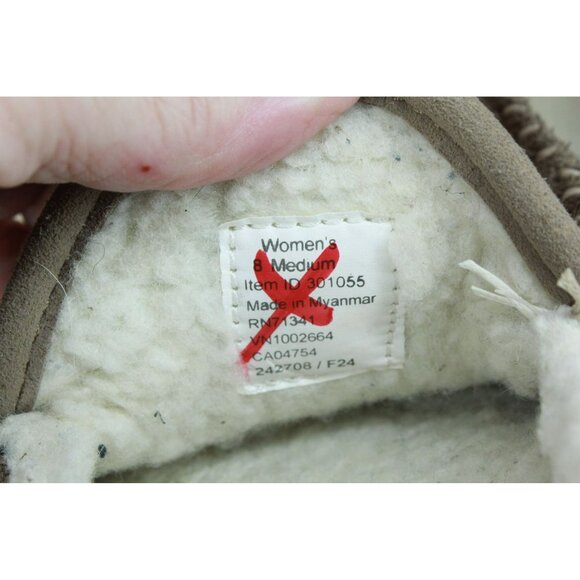 Women's
8 Medium
Item ID 301055
Made in Myanmar
RN71341
VN1002664
CA04754
242708 / F24